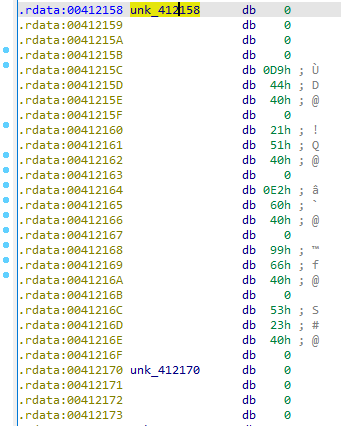 .rdata:00412158 unk_412158 db 0
.rdata:00412159 db 0
.rdata:0041215A db 0
.rdata:0041215B db 0
.rdata:0041215C db 0D9h ; Ù
.rdata:0041215D db 44h ; D
.rdata:0041215E db 40h ; @
.rdata:0041215F db 0
.rdata:00412160 db 21h ; !
.rdata:00412161 db 51h ; Q
.rdata:00412162 db 40h ; @
.rdata:00412163 db 0
.rdata:00412164 db 0E2h ; â
.rdata:00412165 db 60h ; `
.rdata:00412166 db 40h ; @
.rdata:00412167 db 0
.rdata:00412168 db 99h ; ™
.rdata:00412169 db 66h ; f
.rdata:0041216A db 40h ; @
.rdata:0041216B db 0
.rdata:0041216C db 53h ; S
.rdata:0041216D db 23h ; #
.rdata:0041216E db 40h ; @
.rdata:0041216F db 0
.rdata:00412170 unk_412170 db 0
.rdata:00412171 db 0
.rdata:00412172 db 0
.rdata:00412173 db 0